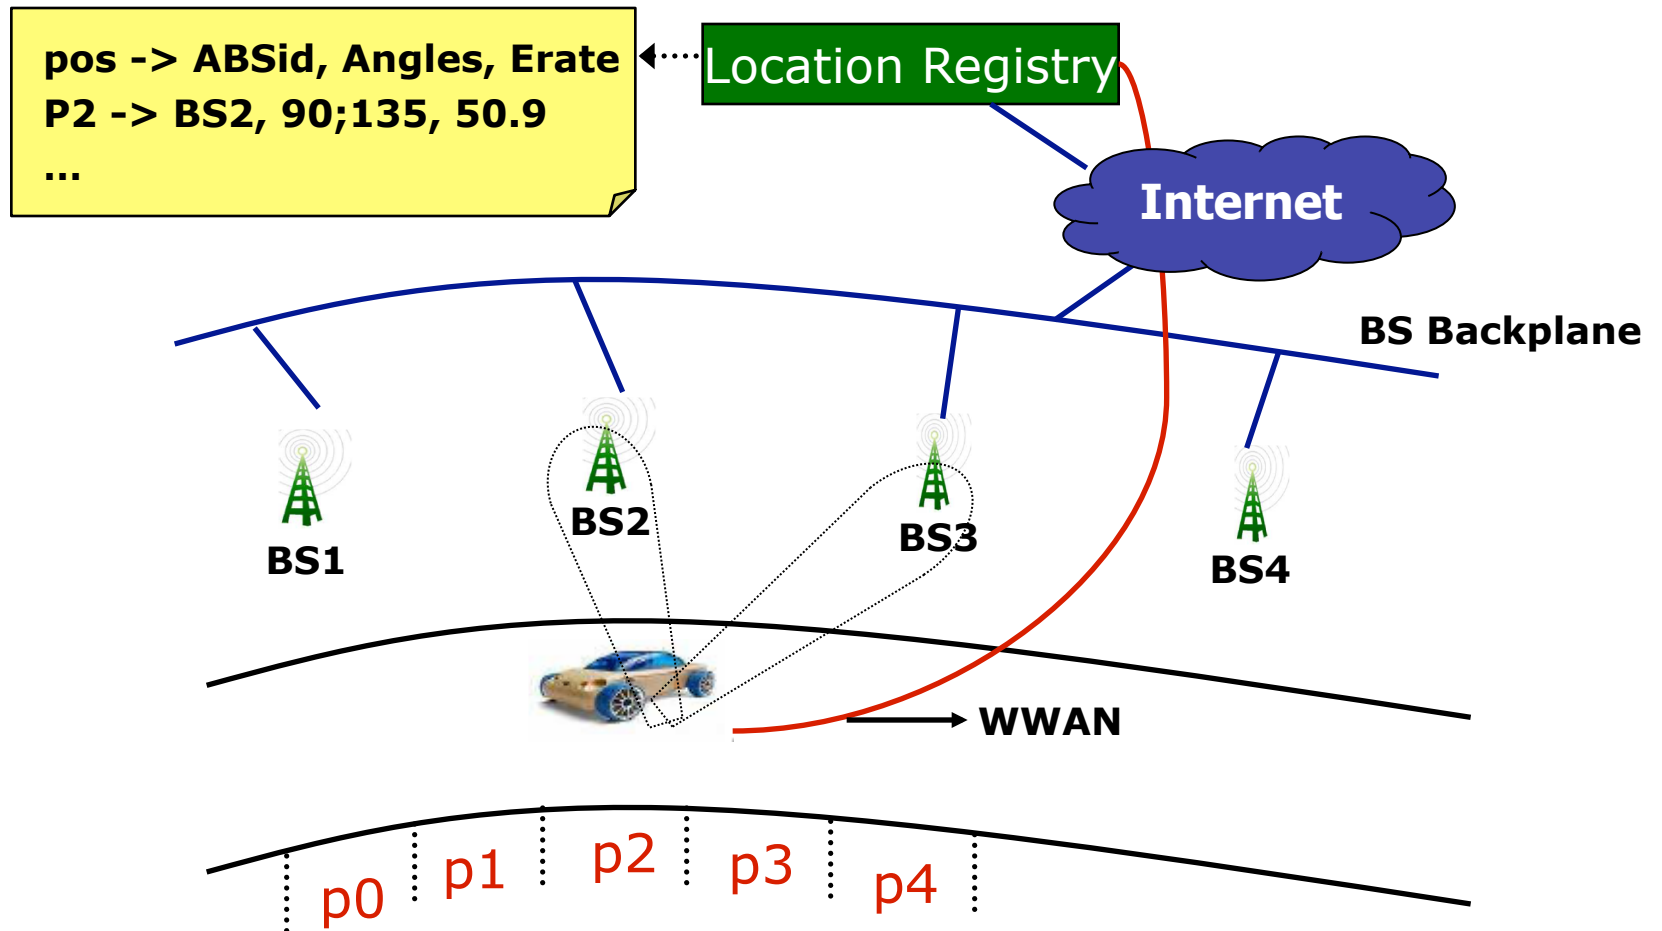 pos -> ABSid, Angles, Erate
P2 -> BS2, 90;135, 50.9
...
Location Registry
Internet
BS Backplane
BS1
BS2
BS3
BS4
WWAN
p0
p1
p2
p3
p4